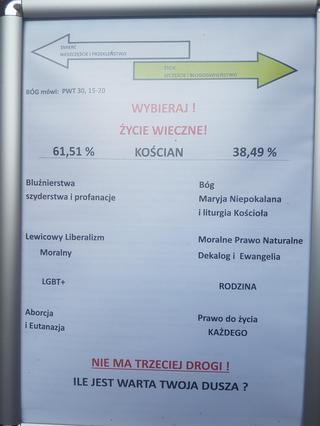 ŚMIERĆ
NIESZCZĘŚCIE I PRZEKLEŃSTWO
ŻYCIE
SZCZĘŚCIE I BŁOGOSŁAWIEŃSTWO
BÓG mówi: PWT 30, 15-20
WYBIERAJ !
ŻYCIE WIECZNE!
61,51 % KOŚCIAN 38,49 %
Bluźnierstwa
szyderstwa i profanacje
Bóg
Maryja Niepokalana
i liturgia Kościoła
Lewicowy Liberalizm
Moralny
Moralne Prawo Naturalne
Dekalog i Ewangelia
LGBT+
RODZINA
Aborcja
i Eutanazja
Prawo do życia
KAŻDEGO
NIE MA TRZECIEJ DROGI !
ILE JEST WARTA TWOJA DUSZA ?